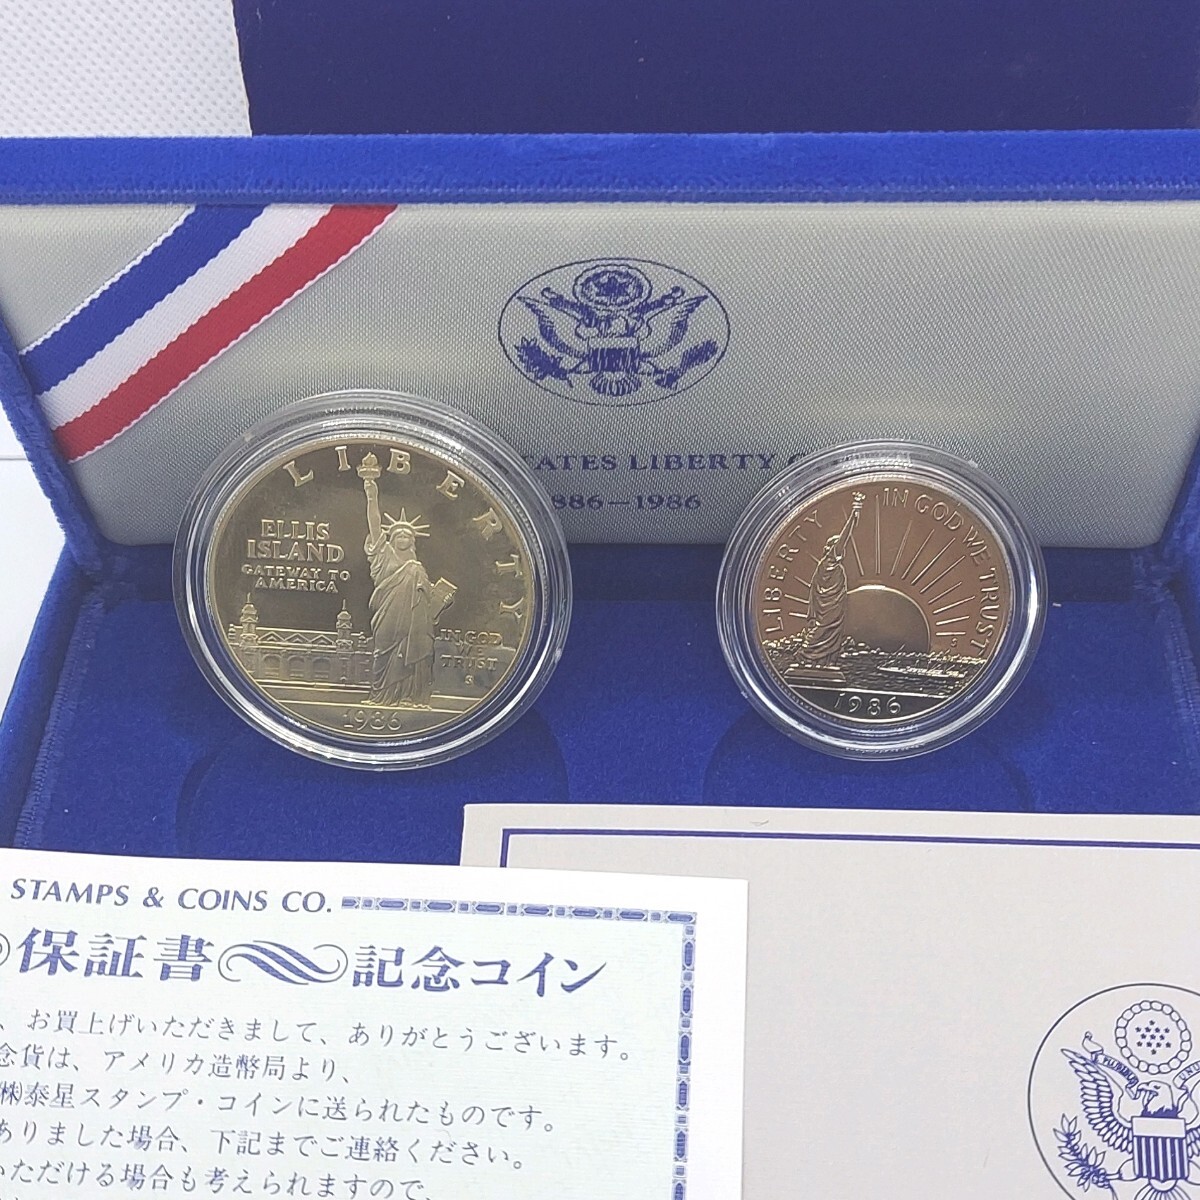 STATES LIBERTY
1886–1986
LIBERTY
ELLIS
ISLAND
GATEWAY TO
AMERICA
IN GOD
WE
TRUST
S
1986
LIBERTY
IN GOD WE TRUST
S
1986
STAMPS & COINS CO.
保証書 記念コイン
、お買上げいただきまして、ありがとうございます。
念貨は、アメリカ造幣局より、
㈱泰星スタンプ・コインに送られたものです。
ありました場合、下記までご連絡ください。
いただける場合も考えられますので、